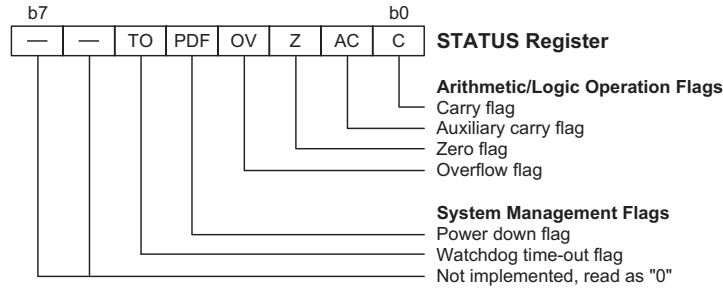 b7 b0
— — TO PDF OV Z AC C STATUS Register
Arithmetic/Logic Operation Flags
Carry flag
Auxiliary carry flag
Zero flag
Overflow flag
System Management Flags
Power down flag
Watchdog time-out flag
Not implemented, read as "0"